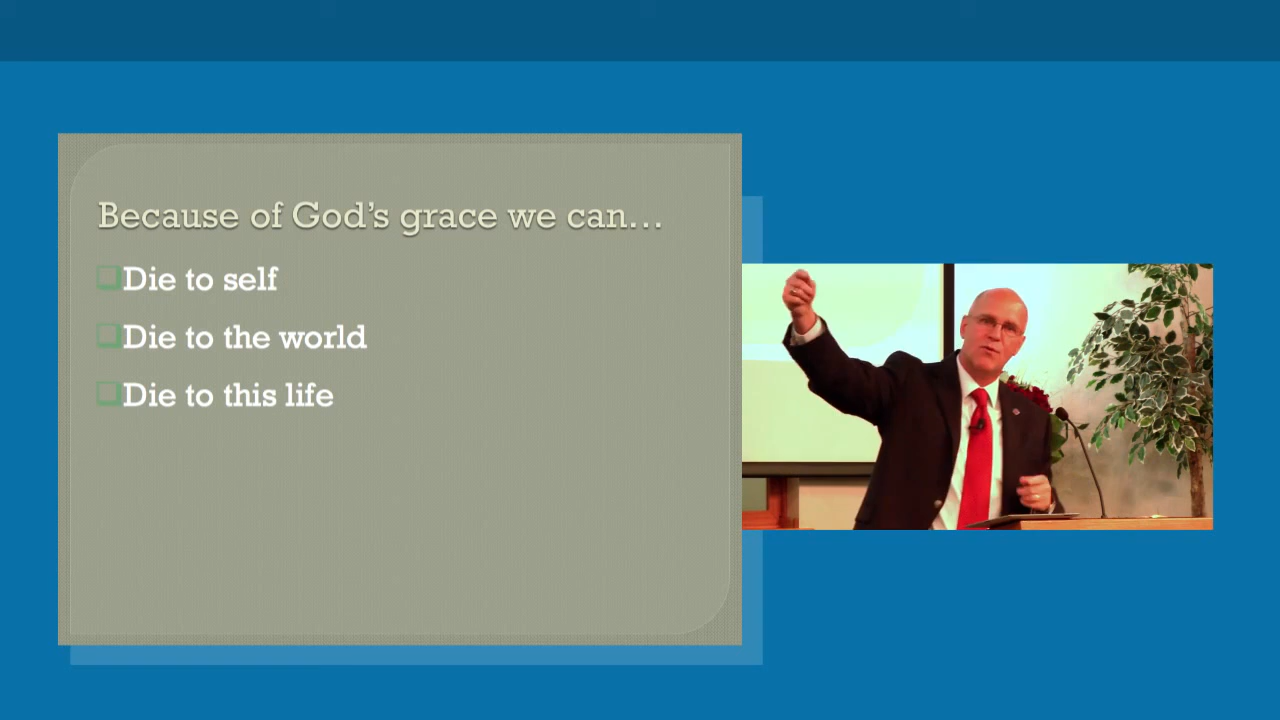 Because of God’s grace we can…
Die to self
Die to the world
Die to this life